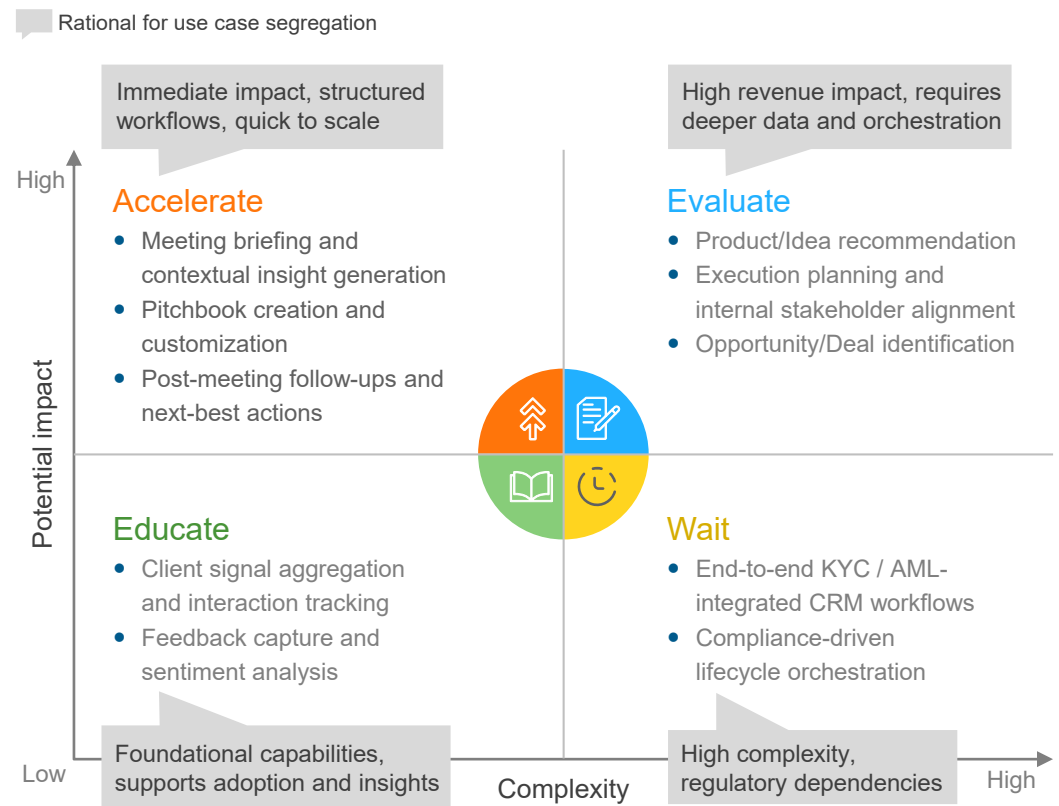 Rational for use case segregation
Immediate impact, structured
workflows, quick to scale
High revenue impact, requires
deeper data and orchestration
High
Accelerate
Meeting briefing and
contextual insight generation
Pitchbook creation and
customization
Post-meeting follow-ups and
next-best actions
Evaluate
Product/Idea recommendation
Execution planning and
internal stakeholder alignment
Opportunity/Deal identification
Potential impact
Educate
Client signal aggregation
and interaction tracking
Feedback capture and
sentiment analysis
Wait
End-to-end KYC / AML-
integrated CRM workflows
Compliance-driven
lifecycle orchestration
Foundational capabilities,
supports adoption and insights
High complexity,
regulatory dependencies
Low
Complexity
High